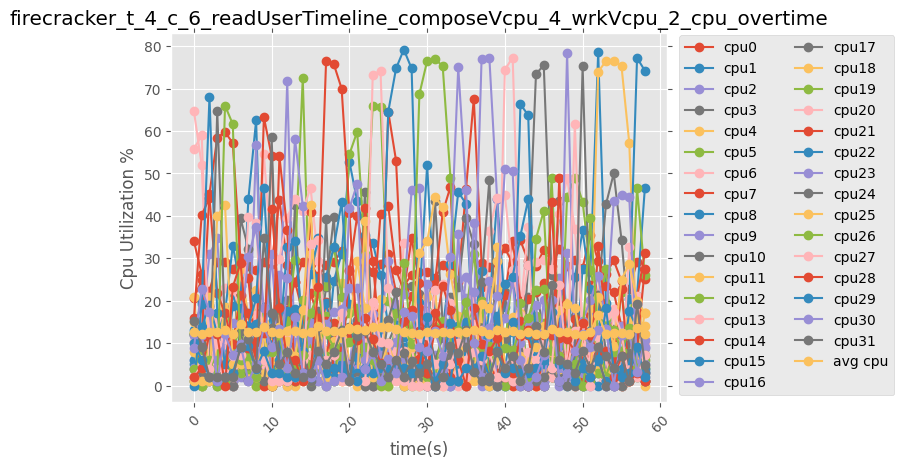 firecracker_t_4_c_6_readUserTimeline_composeVcpu_4_wrkVcpu_2_cpu_overtime
80
70
60
50
40
30
20
10
0
Cpu Utilization %
0
10
20
30
40
50
60
time(s)
cpu0
cpu1
cpu2
cpu3
cpu4
cpu5
cpu6
cpu7
cpu8
cpu9
cpu10
cpu11
cpu12
cpu13
cpu14
cpu15
cpu16
cpu17
cpu18
cpu19
cpu20
cpu21
cpu22
cpu23
cpu24
cpu25
cpu26
cpu27
cpu28
cpu29
cpu30
cpu31
avg cpu